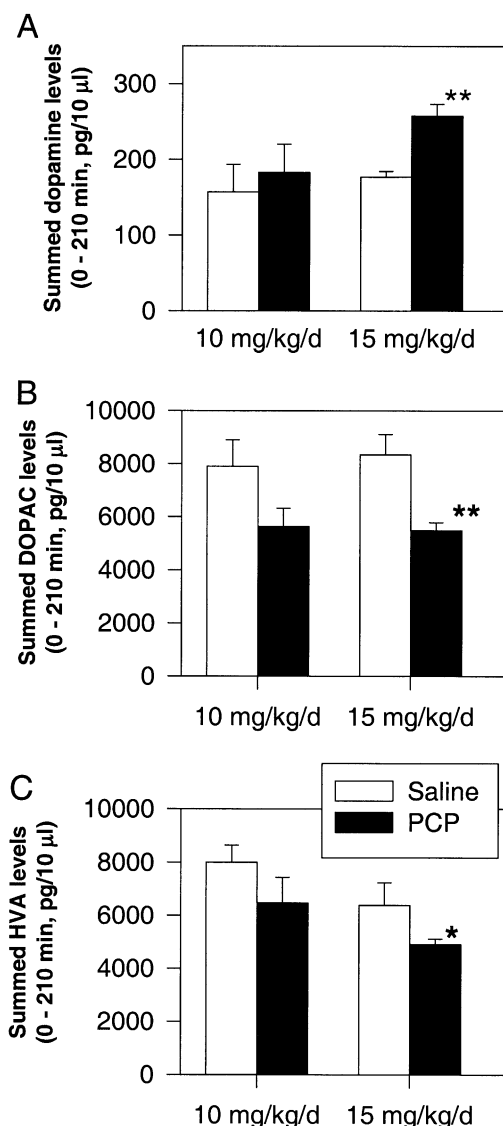 A
Summed dopamine levels
(0 - 210 min, pg/10 µl)
300
200
100
0
**
10 mg/kg/d 15 mg/kg/d
B
Summed DOPAC levels
(0 - 210 min, pg/10 µl)
10000
8000
6000
4000
2000
0
**
10 mg/kg/d 15 mg/kg/d
C
Summed HVA levels
(0 - 210 min, pg/10 µl)
10000
8000
6000
4000
2000
0
Saline
PCP
*
10 mg/kg/d 15 mg/kg/d